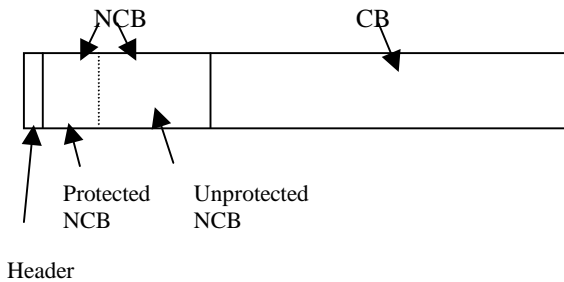 NCB
CB
Protected
NCB
Unprotected
NCB
Header